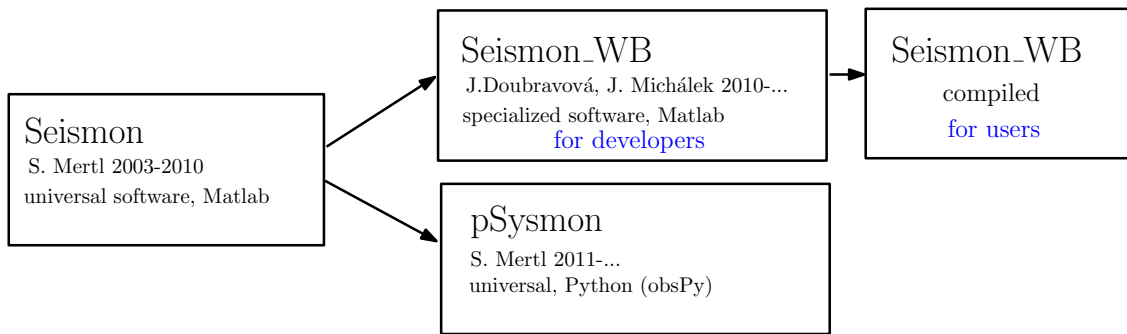 Seismon
S. Mertl 2003-2010
universal software, Matlab
Seismon_WB
J.Doubravová, J. Michálek 2010-...
specialized software, Matlab
for developers
Seismon_WB
compiled
for users
pSysmon
S. Mertl 2011-...
universal, Python (obsPy)